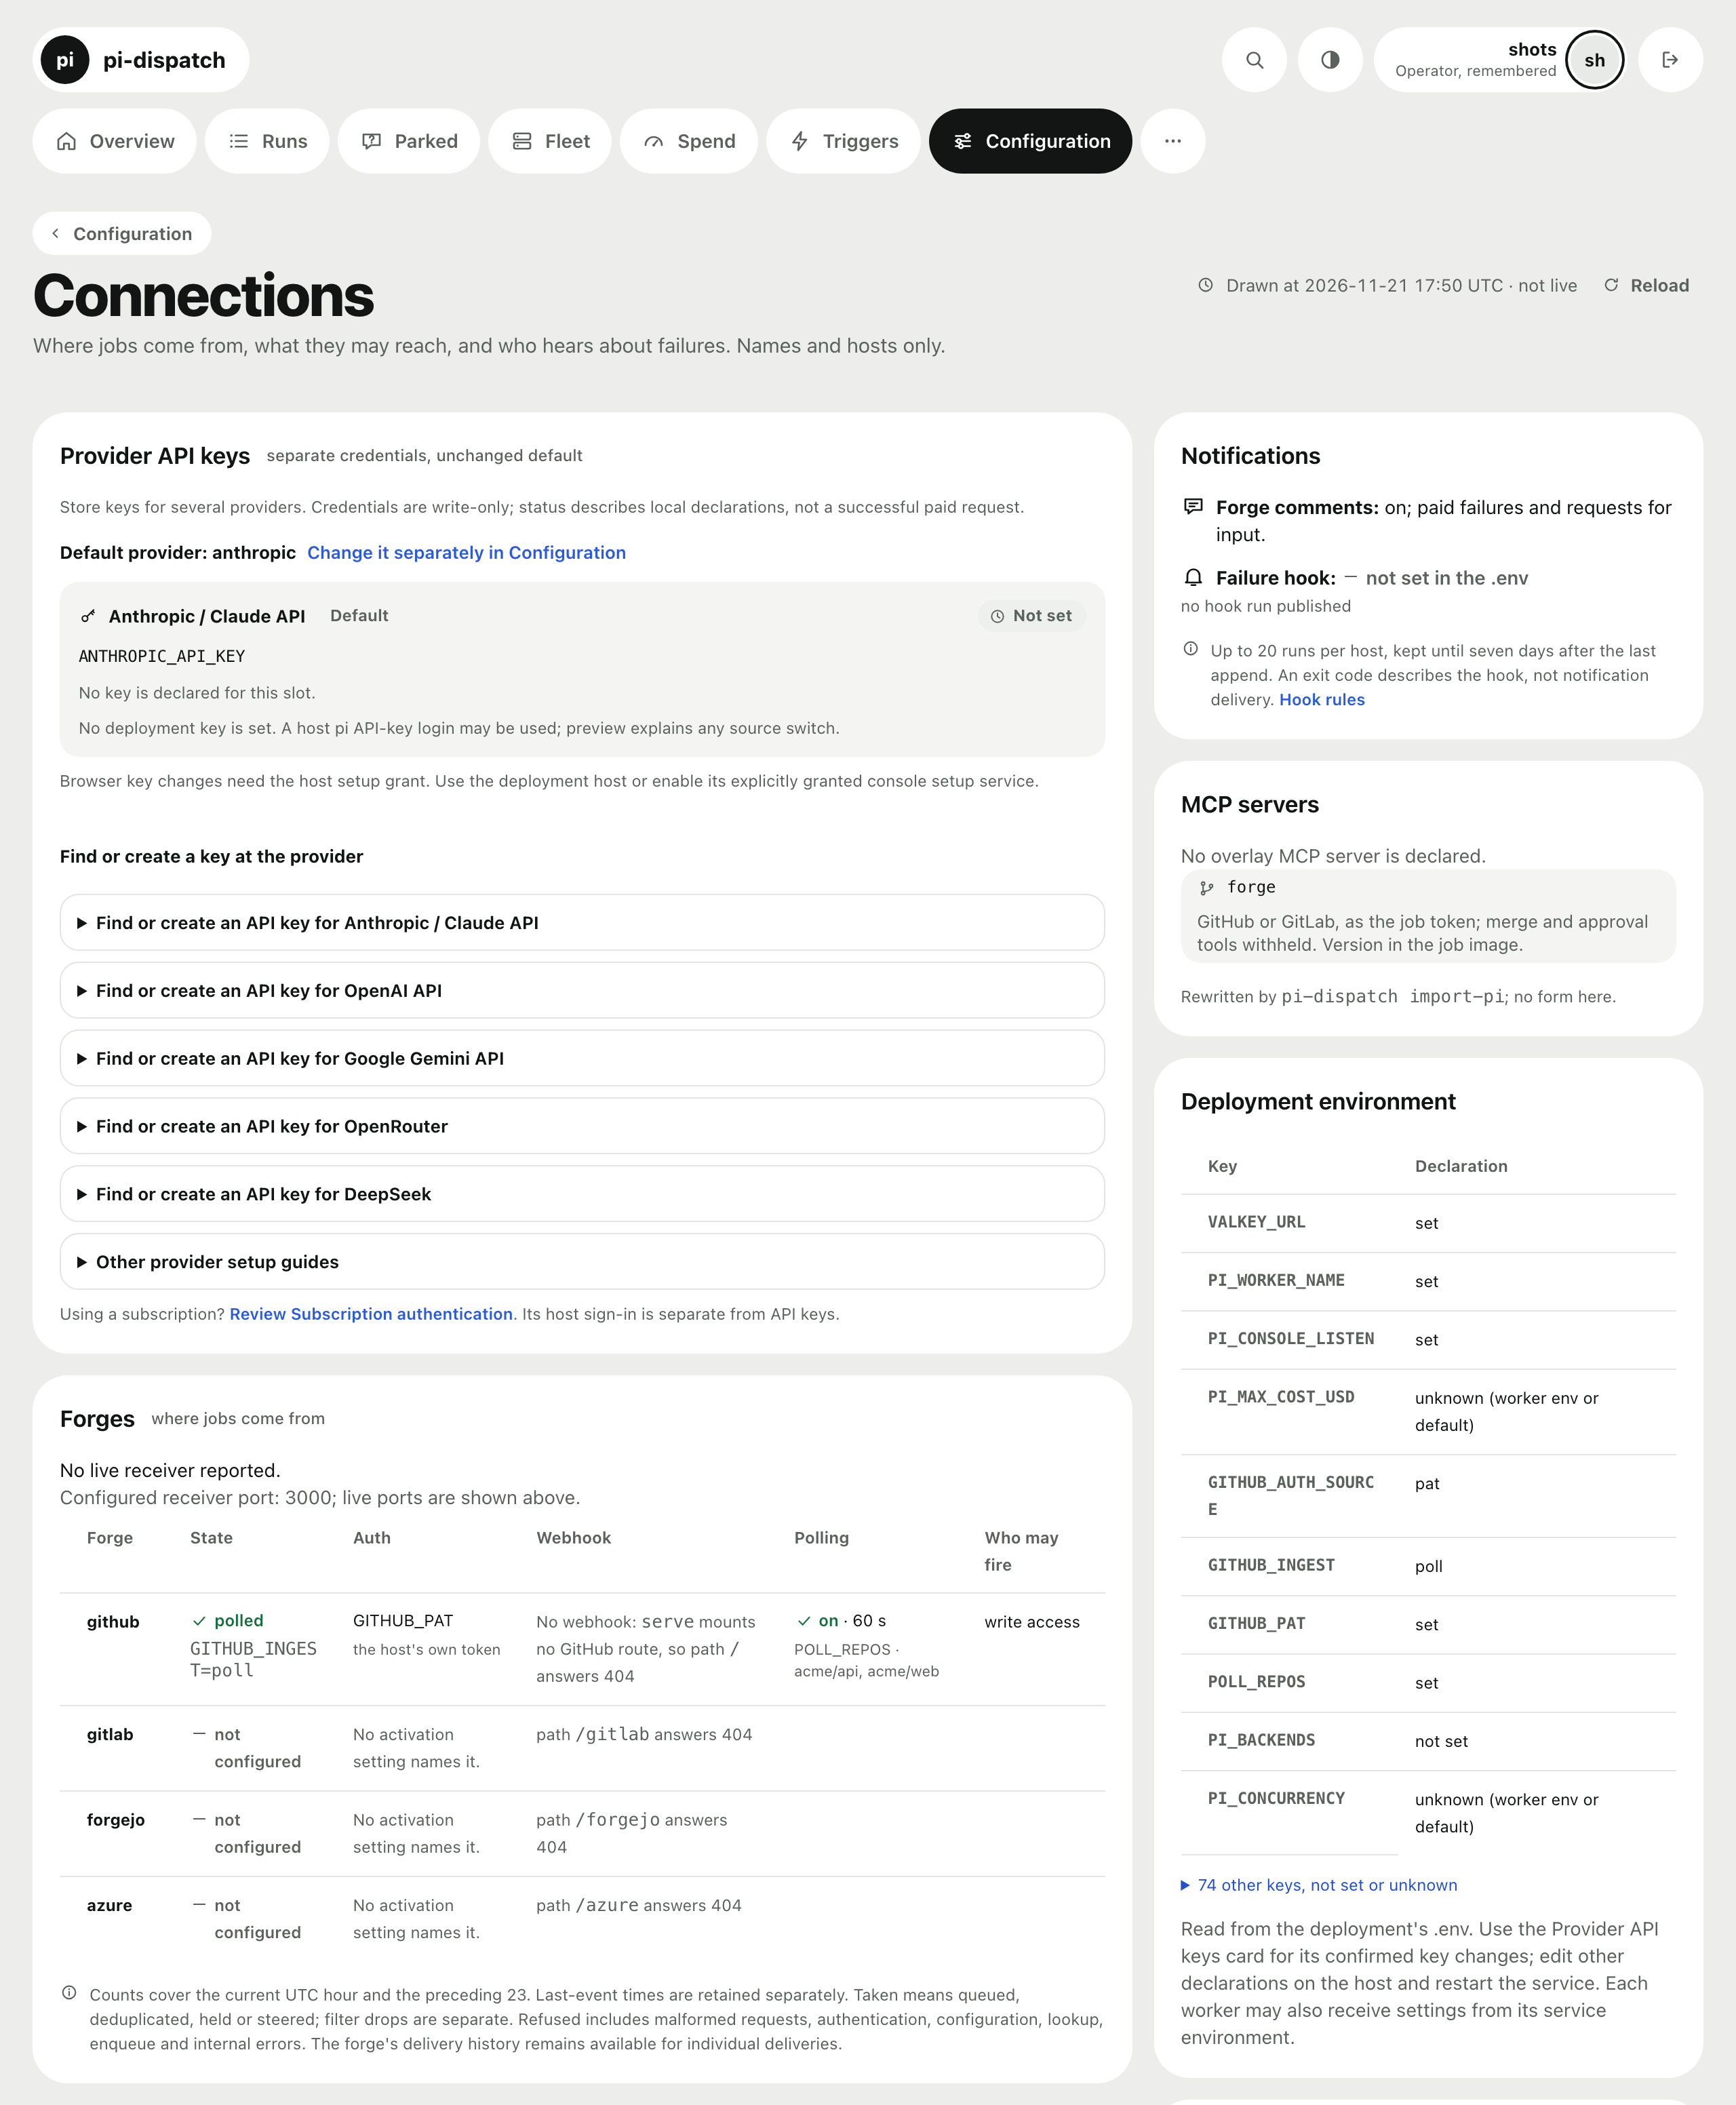 pi pi-dispatch
shots
Operator, remembered
sh
Overview
Runs
Parked
Fleet
Spend
Triggers
Configuration
Configuration
Connections
Drawn at 2026-11-21 17:50 UTC · not live
Reload
Where jobs come from, what they may reach, and who hears about failures. Names and hosts only.
Provider API keys separate credentials, unchanged default
Store keys for several providers. Credentials are write-only; status describes local declarations, not a successful paid request.
Default provider: anthropic Change it separately in Configuration
Anthropic / Claude API Default Not set
ANTHROPIC_API_KEY
No key is declared for this slot.
No deployment key is set. A host pi API-key login may be used; preview explains any source switch.
Browser key changes need the host setup grant. Use the deployment host or enable its explicitly granted console setup service.
Find or create a key at the provider
Find or create an API key for Anthropic / Claude API
Find or create an API key for OpenAI API
Find or create an API key for Google Gemini API
Find or create an API key for OpenRouter
Find or create an API key for DeepSeek
Other provider setup guides
Using a subscription? Review Subscription authentication. Its host sign-in is separate from API keys.
Forges where jobs come from
No live receiver reported.
Configured receiver port: 3000; live ports are shown above.
Forge State Auth Webhook Polling Who may
fire
github polled GITHUB_PAT No webhook: serve mounts on · 60 s write access
GITHUB_INGES the host's own token no GitHub route, so path / POLL_REPOS ·
T=poll answers 404 acme/api, acme/web
gitlab — not No activation path /gitlab answers 404
configured setting names it.
forgejo — not No activation path /forgejo answers
configured setting names it. 404
azure — not No activation path /azure answers 404
configured setting names it.
Counts cover the current UTC hour and the preceding 23. Last-event times are retained separately. Taken means queued,
deduplicated, held or steered; filter drops are separate. Refused includes malformed requests, authentication, configuration, lookup,
enqueue and internal errors. The forge's delivery history remains available for individual deliveries.
Notifications
Forge comments: on; paid failures and requests for
input.
Failure hook: — not set in the .env
no hook run published
Up to 20 runs per host, kept until seven days after the last
append. An exit code describes the hook, not notification
delivery. Hook rules
MCP servers
No overlay MCP server is declared.
forge
GitHub or GitLab, as the job token; merge and approval
tools withheld. Version in the job image.
Rewritten by pi-dispatch import-pi; no form here.
Deployment environment
Key Declaration
VALKEY_URL set
PI_WORKER_NAME set
PI_CONSOLE_LISTEN set
PI_MAX_COST_USD unknown (worker env or
default)
GITHUB_AUTH_SOURC pat
E
GITHUB_INGEST poll
GITHUB_PAT set
POLL_REPOS set
PI_BACKENDS not set
PI_CONCURRENCY unknown (worker env or
default)
74 other keys, not set or unknown
Read from the deployment's .env. Use the Provider API
keys card for its confirmed key changes; edit other
declarations on the host and restart the service. Each
worker may also receive settings from its service
environment.